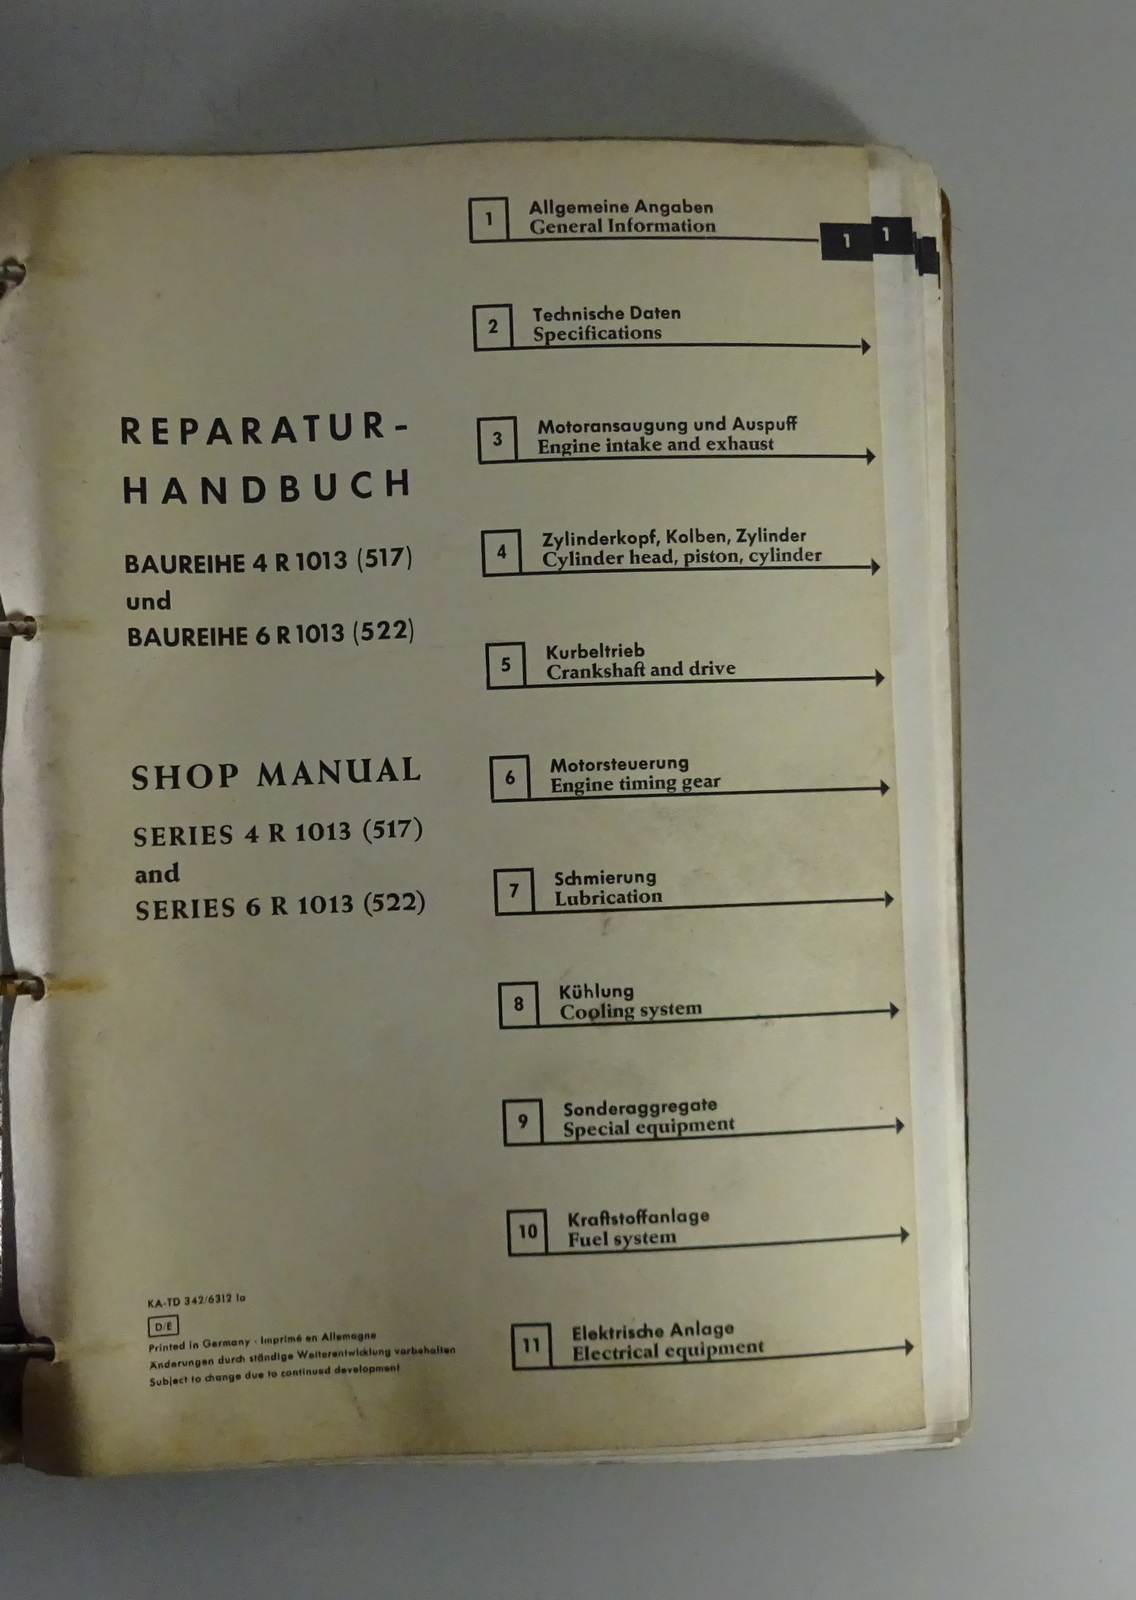 REPARATUR-
HANDBUCH
BAUREIHE 4 R 1013 (517)
und
BAUREIHE 6 R 1013 (522)
SHOP MANUAL
SERIES 4 R 1013 (517)
and
SERIES 6 R 1013 (522)
KA-TD 342/6312 1a
D/E
Printed in Germany · Imprimé en Allemagne
Änderungen durch ständige Weiterentwicklung vorbehalten
Subject to change due to continued development
1
Allgemeine Angaben
General Information
1
1
2
Technische Daten
Specifications
3
Motoransaugung und Auspuff
Engine intake and exhaust
4
Zylinderkopf, Kolben, Zylinder
Cylinder head, piston, cylinder
5
Kurbeltrieb
Crankshaft and drive
6
Motorsteuerung
Engine timing gear
7
Schmierung
Lubrication
8
Kühlung
Cooling system
9
Sonderaggregate
Special equipment
10
Kraftstoffanlage
Fuel system
11
Elektrische Anlage
Electrical equipment